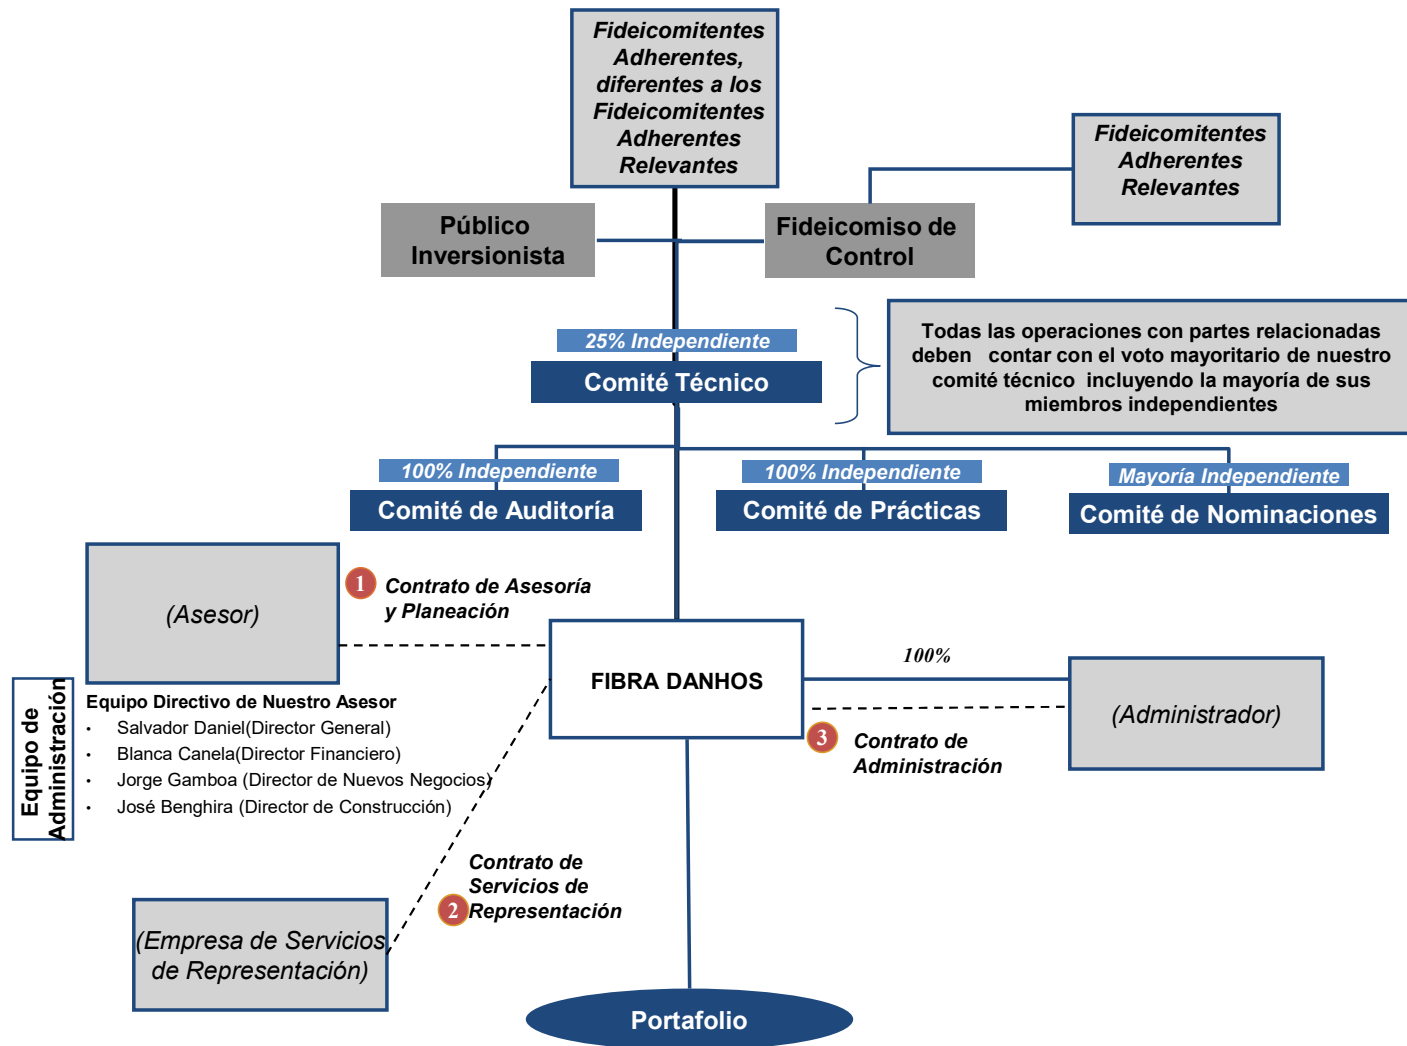 Fideicomitentes
Adherentes,
diferentes a los
Fideicomitentes
Adherentes
Relevantes
Fideicomitentes
Adherentes
Relevantes
Público
Inversionista
Fideicomiso de
Control
25% Independiente
Comité Técnico
Todas las operaciones con partes relacionadas
deben contar con el voto mayoritario de nuestro
comité técnico incluyendo la mayoría de sus
miembros independientes
100% Independiente
Comité de Auditoría
100% Independiente
Comité de Prácticas
Mayoría Independiente
Comité de Nominaciones
(Asesor)
1
Contrato de Asesoría
y Planeación
FIBRA DANHOS
100%
(Administrador)
3
Contrato de
Administración
Equipo de
Administración
Equipo Directivo de Nuestro Asesor
• Salvador Daniel(Director General)
• Blanca Canela(Director Financiero)
• Jorge Gamboa (Director de Nuevos Negocios)
• José Benghira (Director de Construcción)
2
Contrato de
Servicios de
Representación
(Empresa de Servicios
de Representación)
Portafolio